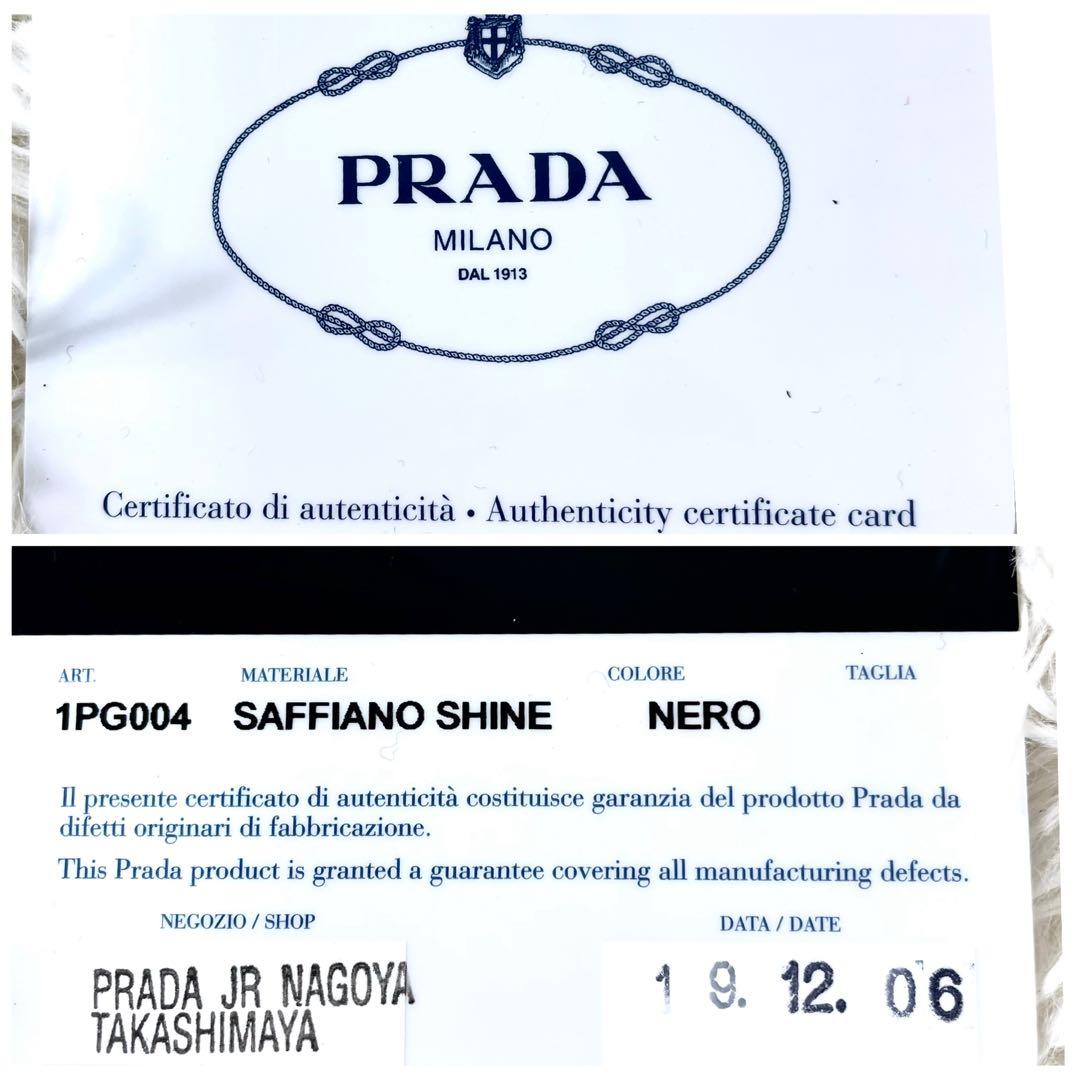 PRADA
MILANO
DAL 1913
Certificato di autenticità • Authenticity certificate card
ART. MATERIALE COLORE TAGLIA
1PG004 SAFFIANO SHINE NERO
Il presente certificato di autenticità costituisce garanzia del prodotto Prada da
difetti originari di fabbricazione.
This Prada product is granted a guarantee covering all manufacturing defects.
NEGOZIO / SHOP DATA / DATE
PRADA JR NAGOYA 19. 12. 06
TAKASHIMAYA